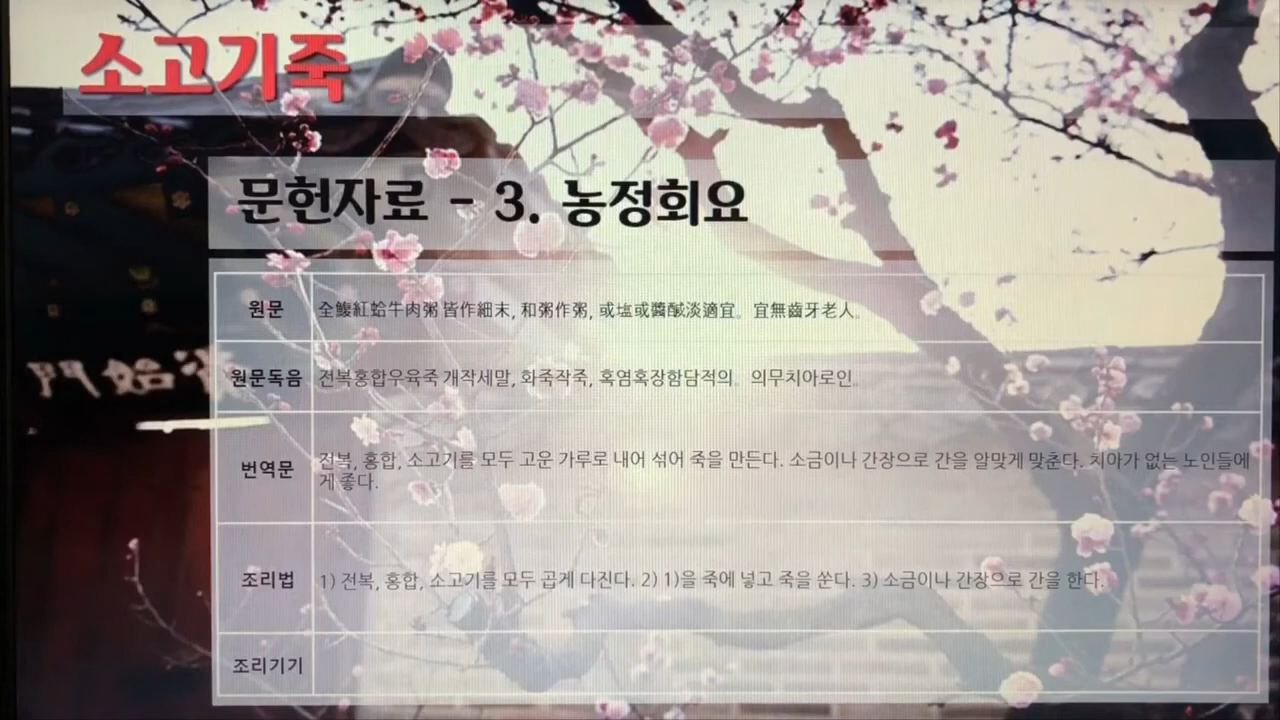 소고기죽
문헌자료 - 3. 농정회요
원문
全鰒紅蛤牛肉粥 皆作細末, 和粥作粥, 或塩或醬醎淡適宜。宜無齒牙老人。
원문독음
전복홍합우육죽 개작세말, 화죽작죽, 혹염혹장함담적의。의무치아로인。
번역문
전복, 홍합, 소고기를 모두 고운 가루로 내어 섞어 죽을 만든다. 소금이나 간장으로 간을 알맞게 맞춘다. 치아가 없는 노인들에
게 좋다.
조리법
1) 전복, 홍합, 소고기를 모두 곱게 다진다. 2) 1)을 죽에 넣고 죽을 쑨다. 3) 소금이나 간장으로 간을 한다.
조리기기